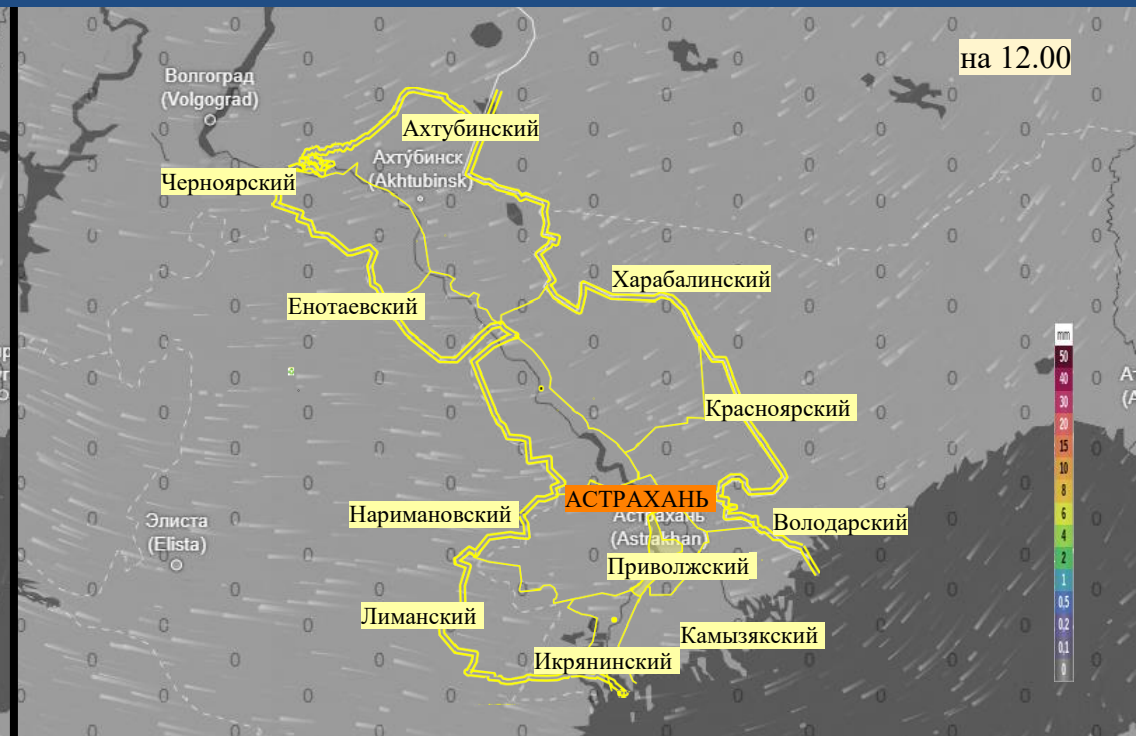 на 12.00
Волгоград
(Volgograd)
Ахтубинский
Ахту́бинск
(Akhtubinsk)
Черноярский
Харабалинский
Енотаевский
mm
50
40
30
20
15
10
8
6
4
2
1
0,5
0,2
0,1
0
Красноярский
АСТРАХАНЬ
Астрахань
(Astrakhan)
Наримановский
Элиста
(Elista)
Володарский
Приволжский
Лиманский
Камызякский
Икрянинский